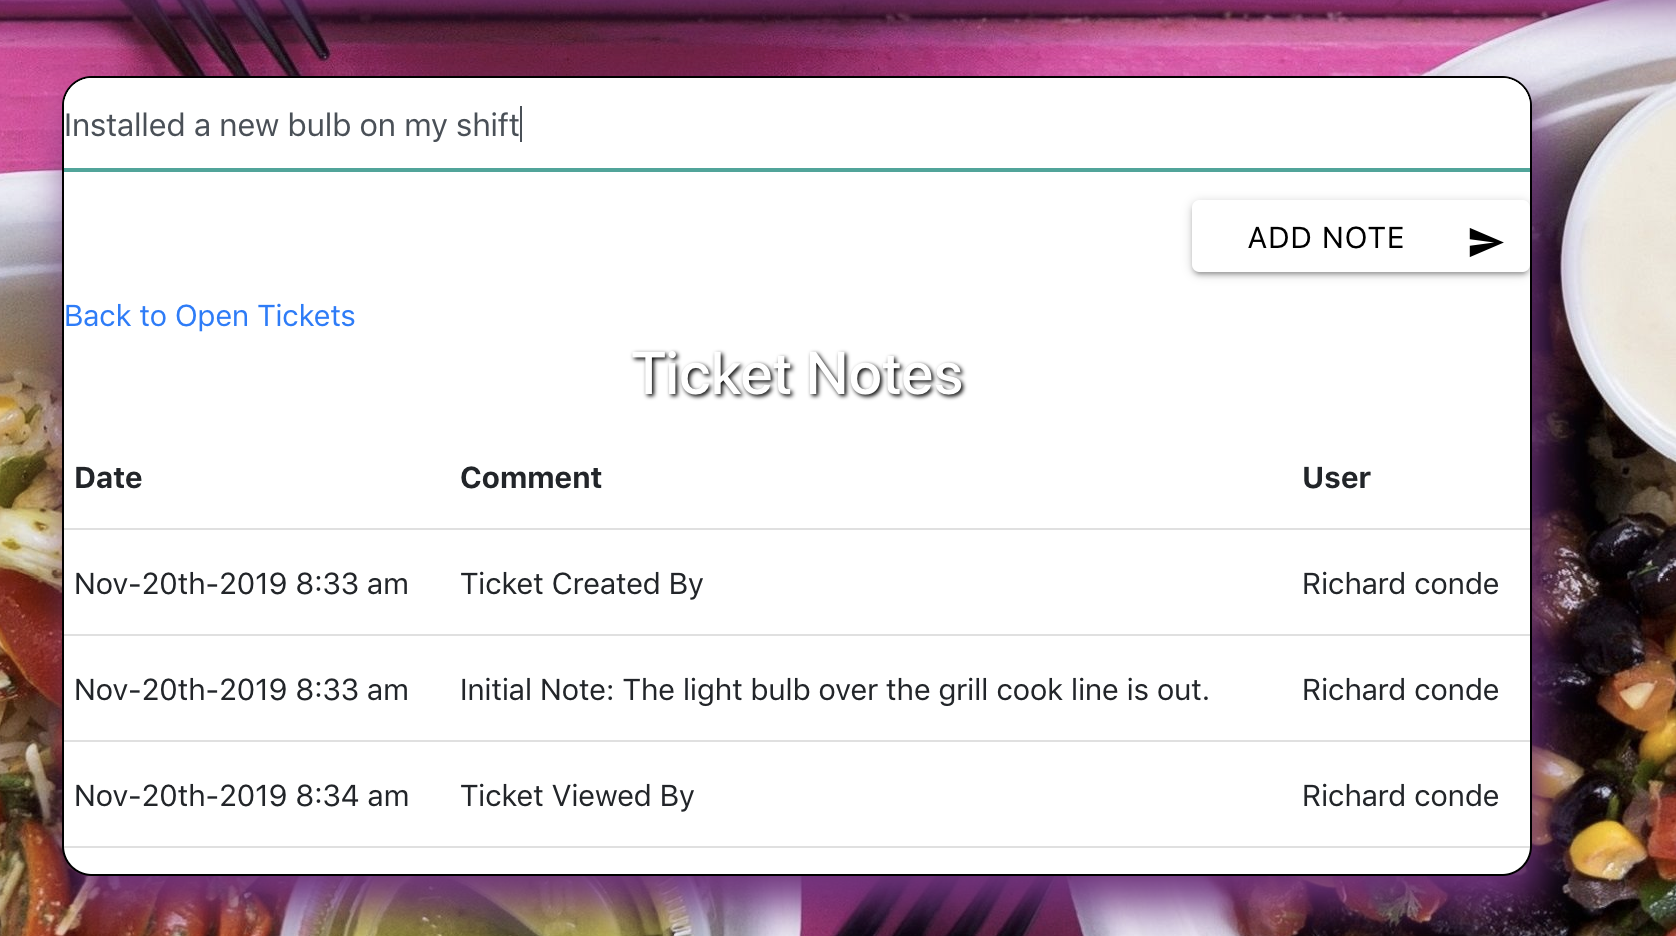 Installed a new bulb on my shift
ADD NOTE
Back to Open Tickets
Ticket Notes
Date Comment User
Nov-20th-2019 8:33 am Ticket Created By Richard conde
Nov-20th-2019 8:33 am Initial Note: The light bulb over the grill cook line is out. Richard conde
Nov-20th-2019 8:34 am Ticket Viewed By Richard conde